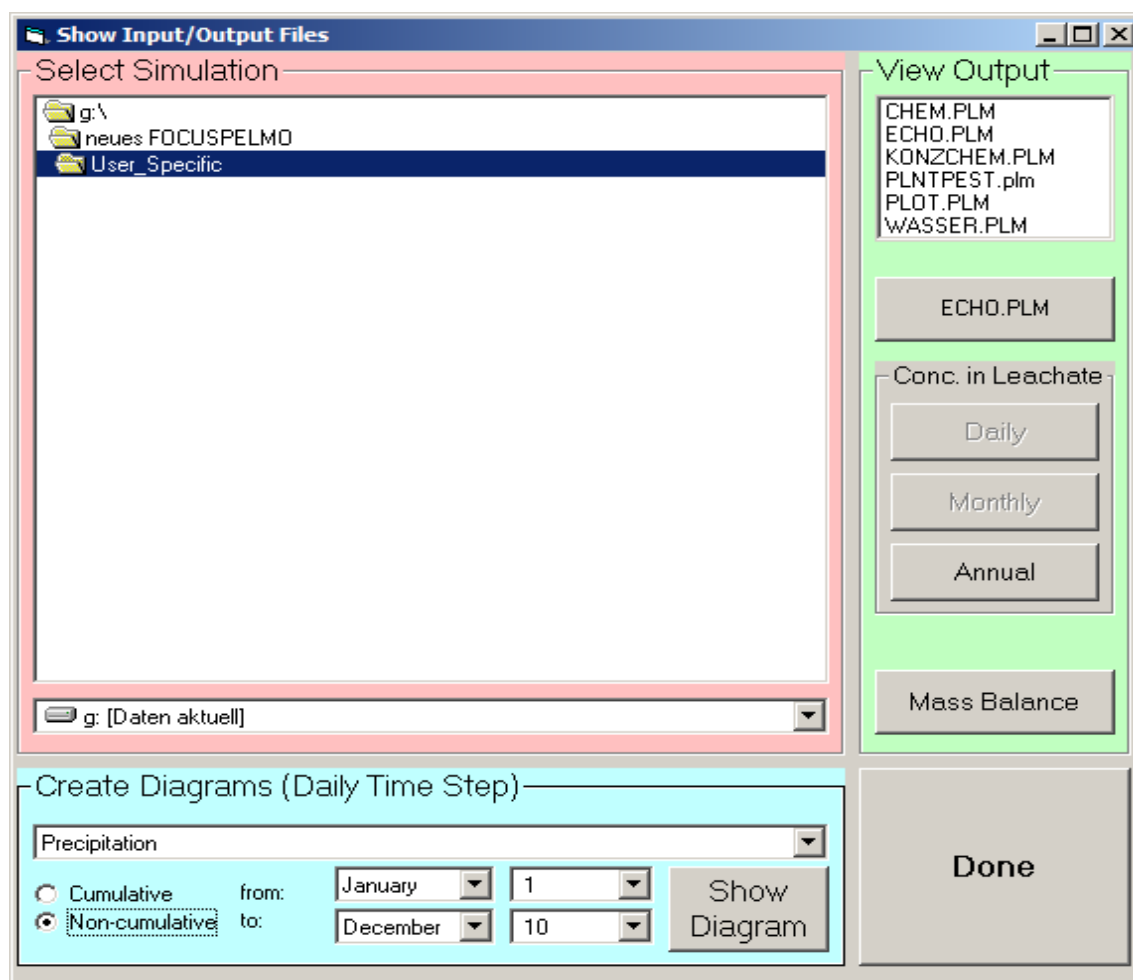 Show Input/Output Files
Select Simulation
g:\
neues FOCUSPELMO
User_Specific
g: [Daten aktuell]
View Output
CHEM.PLM
ECHO.PLM
KONZCHEM.PLM
PLNTPEST.plm
PLOT.PLM
WASSER.PLM
ECHO.PLM
Conc. in Leachate
Daily
Monthly
Annual
Mass Balance
Create Diagrams (Daily Time Step)
Precipitation
Cumulative from: January 1
Non-cumulative to: December 10
Show
Diagram
Done